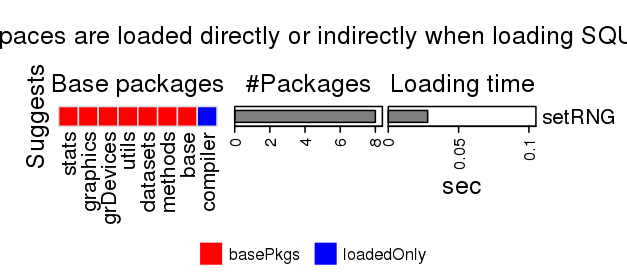 paces are loaded directly or indirectly when loading SQU
Base packages #Packages Loading time
Suggests
setRNG
stats graphics grDevices utils datasets methods base compiler
0 2 4 6 8
0 0.05 0.1
sec
basePkgs loadedOnly